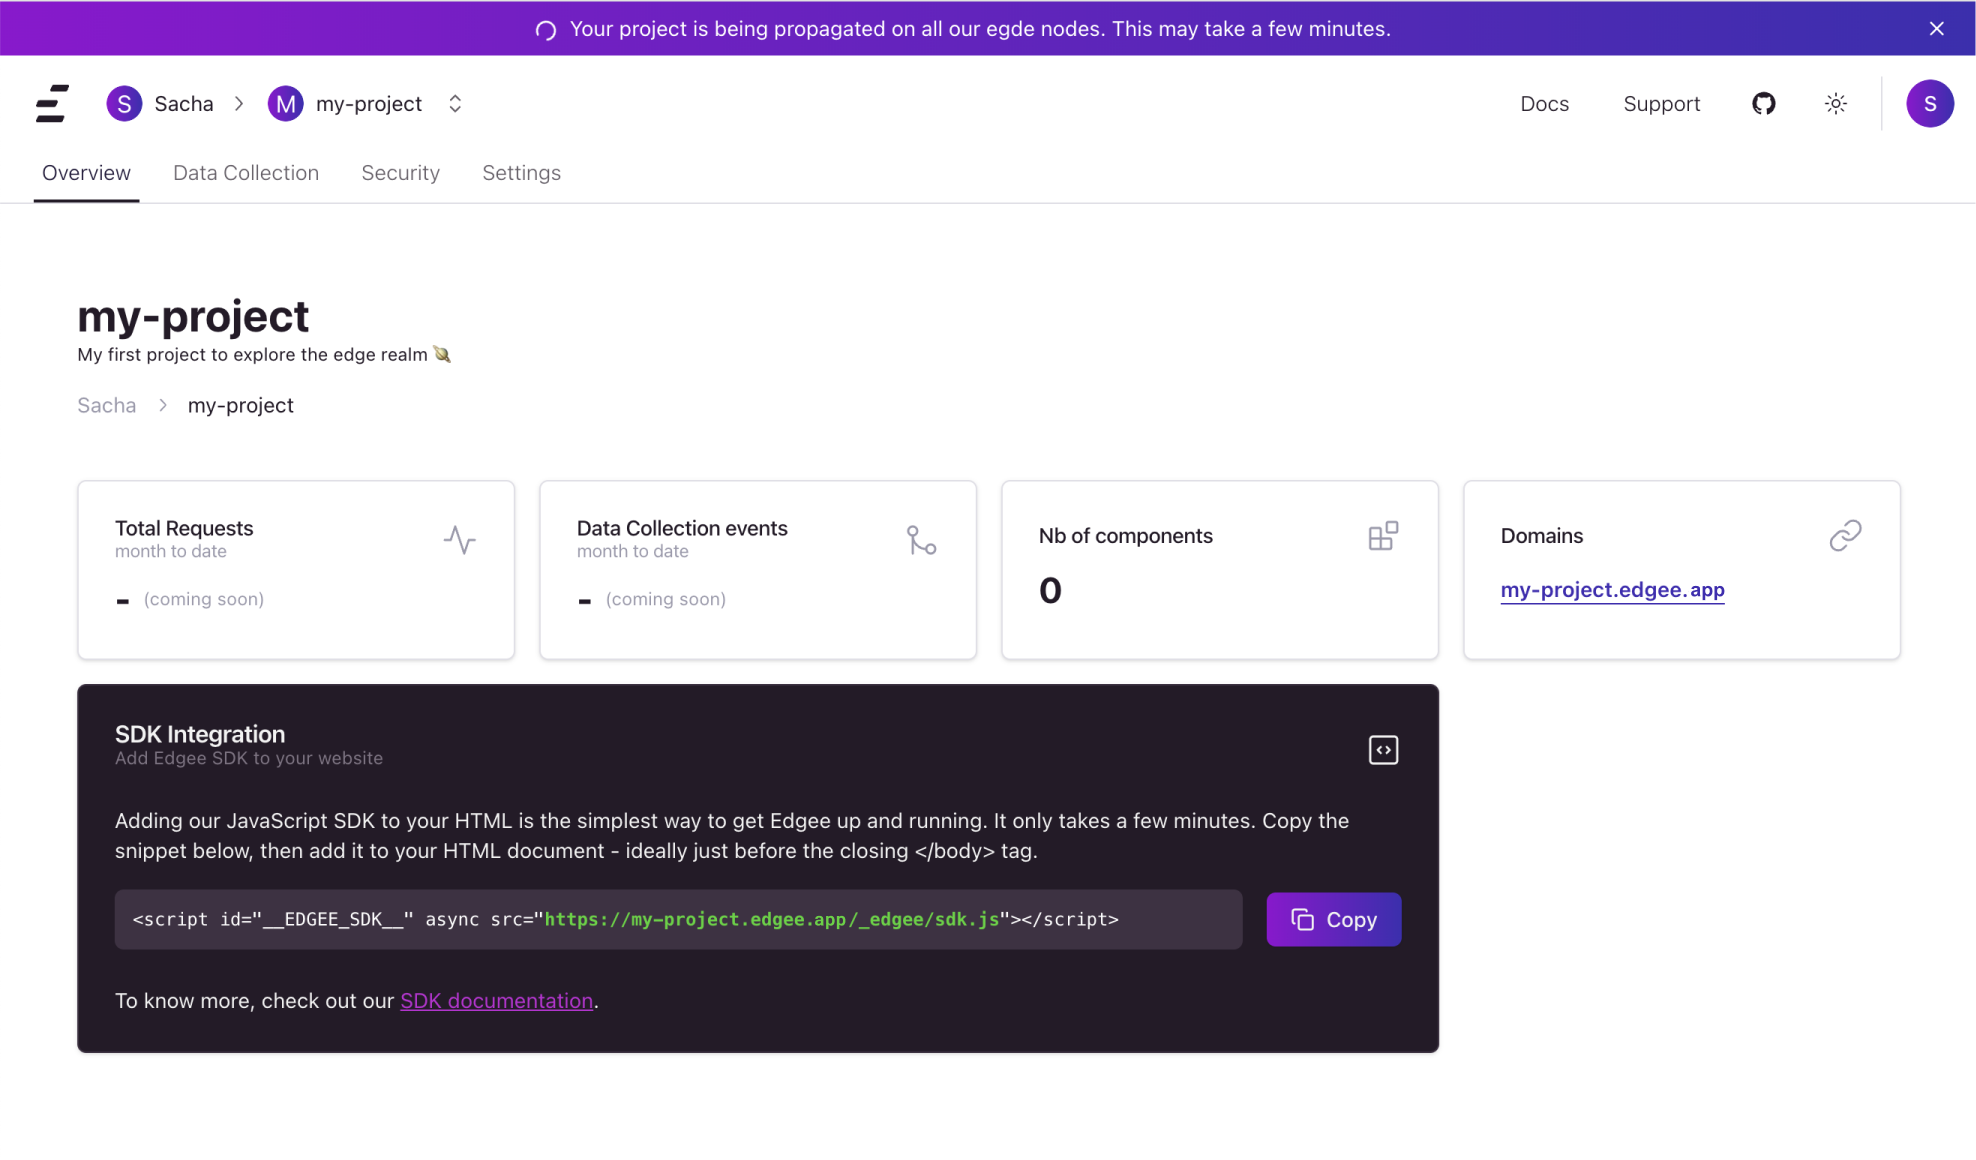 Your project is being propagated on all our egde nodes. This may take a few minutes.
S Sacha M my-project Docs Support S
Overview Data Collection Security Settings
my-project
My first project to explore the edge realm 🪐
Sacha > my-project
Total Requests
month to date
- (coming soon)
Data Collection events
month to date
- (coming soon)
Nb of components
0
Domains
my-project.edgee.app
SDK Integration
Add Edgee SDK to your website
Adding our JavaScript SDK to your HTML is the simplest way to get Edgee up and running. It only takes a few minutes. Copy the
snippet below, then add it to your HTML document - ideally just before the closing </body> tag.
<script id="__EDGEE_SDK__" async src="https://my-project.edgee.app/_edgee/sdk.js"></script>
Copy
To know more, check out our SDK documentation.